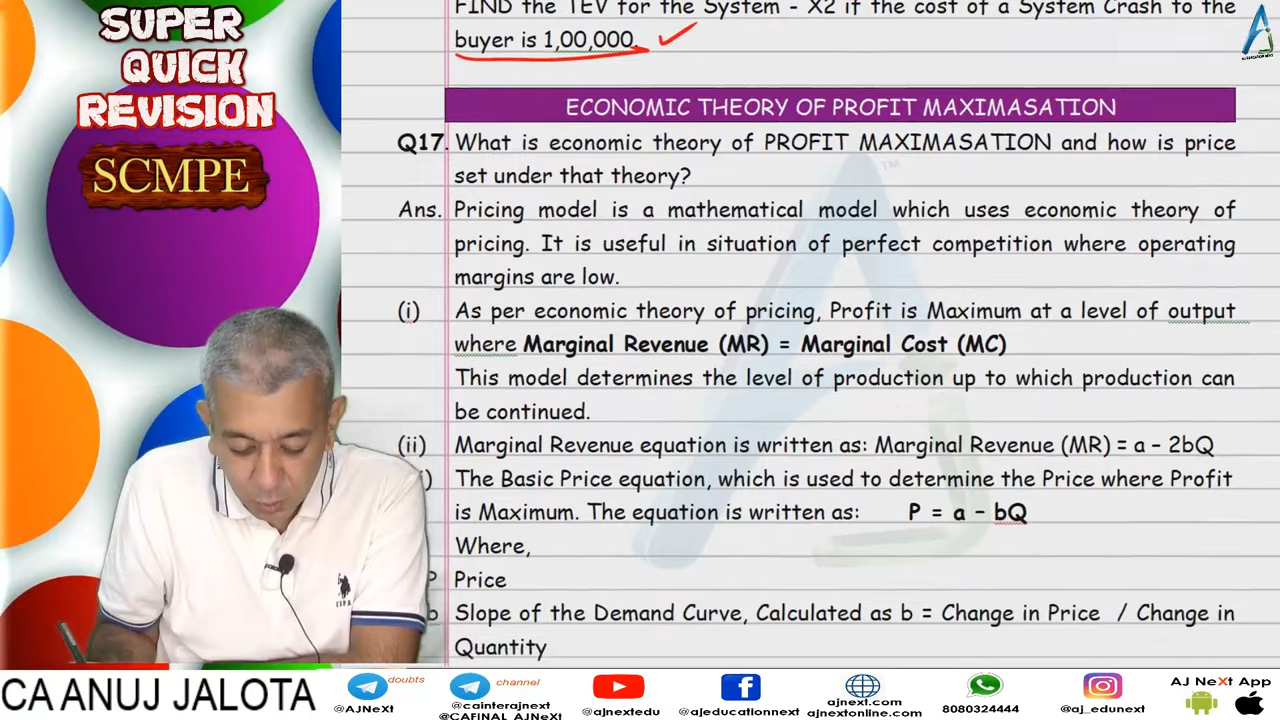 SUPER
QUICK
REVISION
SCMPE
FIND the TEV for the System - X2 if the cost of a System Crash to the
buyer is 1,00,000.
ECONOMIC THEORY OF PROFIT MAXIMASATION
Q17. What is economic theory of PROFIT MAXIMASATION and how is price
set under that theory?
Ans. Pricing model is a mathematical model which uses economic theory of
pricing. It is useful in situation of perfect competition where operating
margins are low.
(i) As per economic theory of pricing, Profit is Maximum at a level of output
where Marginal Revenue (MR) = Marginal Cost (MC)
This model determines the level of production up to which production can
be continued.
(ii) Marginal Revenue equation is written as: Marginal Revenue (MR) = a – 2bQ
) The Basic Price equation, which is used to determine the Price where Profit
is Maximum. The equation is written as: P = a – bQ
Where,
P Price
b Slope of the Demand Curve, Calculated as b = Change in Price / Change in
Quantity
CA ANUJ JALOTA
doubts
@AJNeXt
channel
@cainterajnext
@CAFINAL_AJNeXt
@ajnextedu
@ajeducationnext
ajnext.com
ajnextonline.com
8080324444
@aj_edunext
AJ NeXt App